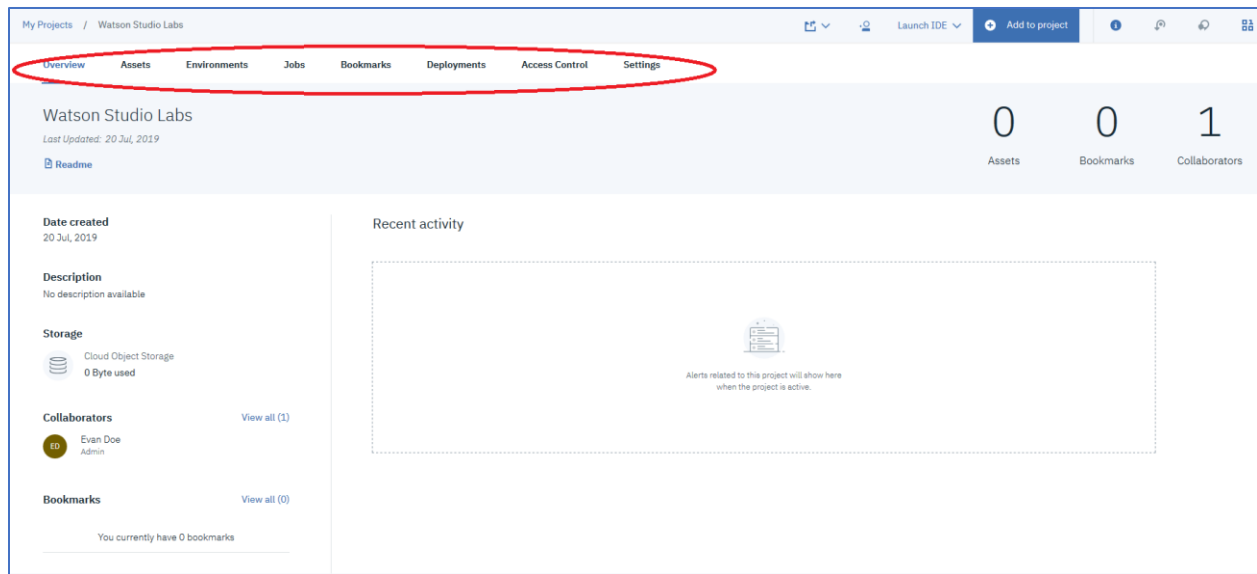 My Projects / Watson Studio Labs Launch IDE Add to project
Overview Assets Environments Jobs Bookmarks Deployments Access Control Settings
Watson Studio Labs
Last Updated: 20 Jul, 2019
Readme
0 0 1
Assets Bookmarks Collaborators
Date created
20 Jul, 2019
Description
No description available
Storage
Cloud Object Storage
0 Byte used
Collaborators View all (1)
ED
Evan Doe
Admin
Bookmarks View all (0)
You currently have 0 bookmarks
Recent activity
Alerts related to this project will show here
when the project is active.